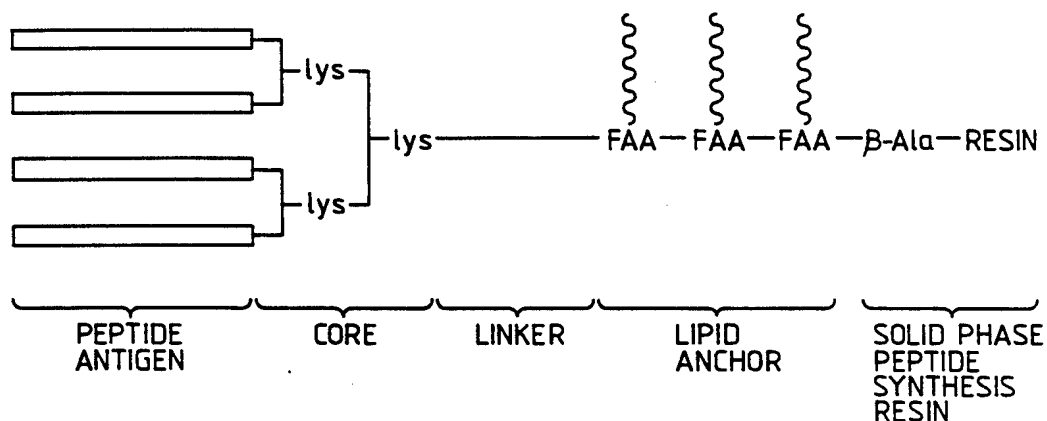 lys
lys
FAA FAA FAA β-Ala RESIN
lys
PEPTIDE
ANTIGEN
CORE
LINKER
LIPID
ANCHOR
SOLID PHASE
PEPTIDE
SYNTHESIS
RESIN